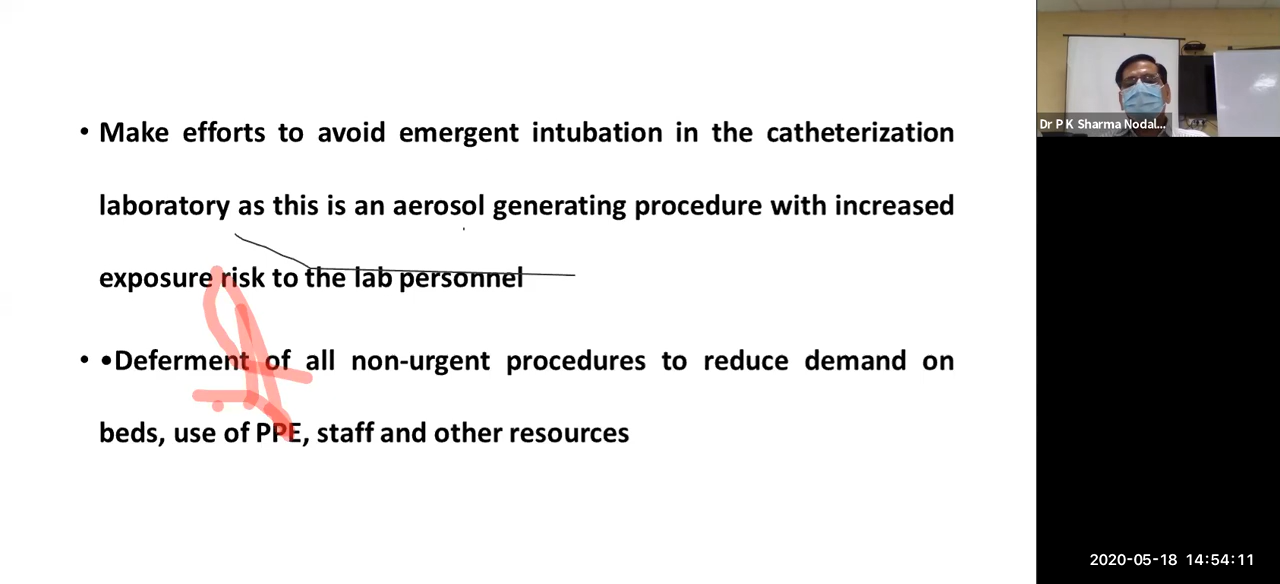 • Make efforts to avoid emergent intubation in the catheterization
laboratory as this is an aerosol generating procedure with increased
exposure risk to the lab personnel
• •Deferment of all non-urgent procedures to reduce demand on
beds, use of PPE, staff and other resources
Dr P K Sharma Nodal...
2020-05-18 14:54:11